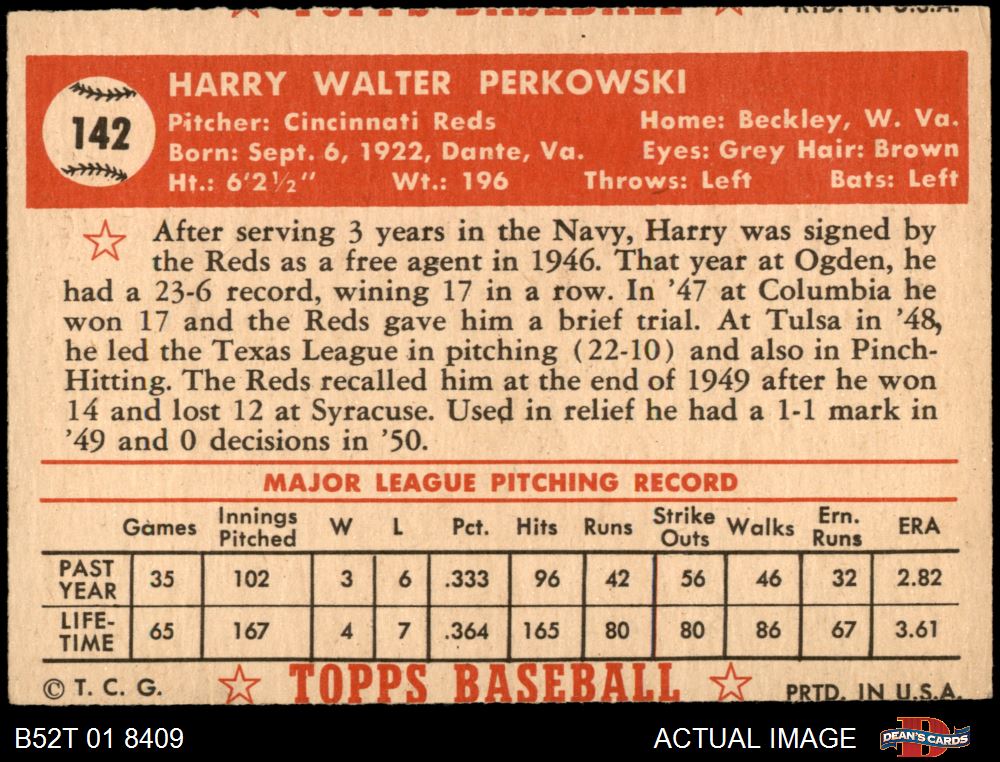 TOPPS BASEBALL PRTD. IN U.S.A.
142
HARRY WALTER PERKOWSKI
Pitcher: Cincinnati Reds Home: Beckley, W. Va.
Born: Sept. 6, 1922, Dante, Va. Eyes: Grey Hair: Brown
Ht.: 6'2½" Wt.: 196 Throws: Left Bats: Left
After serving 3 years in the Navy, Harry was signed by
the Reds as a free agent in 1946. That year at Ogden, he
had a 23-6 record, wining 17 in a row. In '47 at Columbia he
won 17 and the Reds gave him a brief trial. At Tulsa in '48,
he led the Texas League in pitching (22-10) and also in Pinch-
Hitting. The Reds recalled him at the end of 1949 after he won
14 and lost 12 at Syracuse. Used in relief he had a 1-1 mark in
'49 and 0 decisions in '50.
MAJOR LEAGUE PITCHING RECORD
Games Innings Pitched W L Pct. Hits Runs Strike Outs Walks Ern. Runs ERA
PAST YEAR 35 102 3 6 .333 96 42 56 46 32 2.82
LIFE-TIME 65 167 4 7 .364 165 80 80 86 67 3.61
© T. C. G. TOPPS BASEBALL PRTD. IN U.S.A.
B52T 01 8409 ACTUAL IMAGE D DEAN'S CARDS